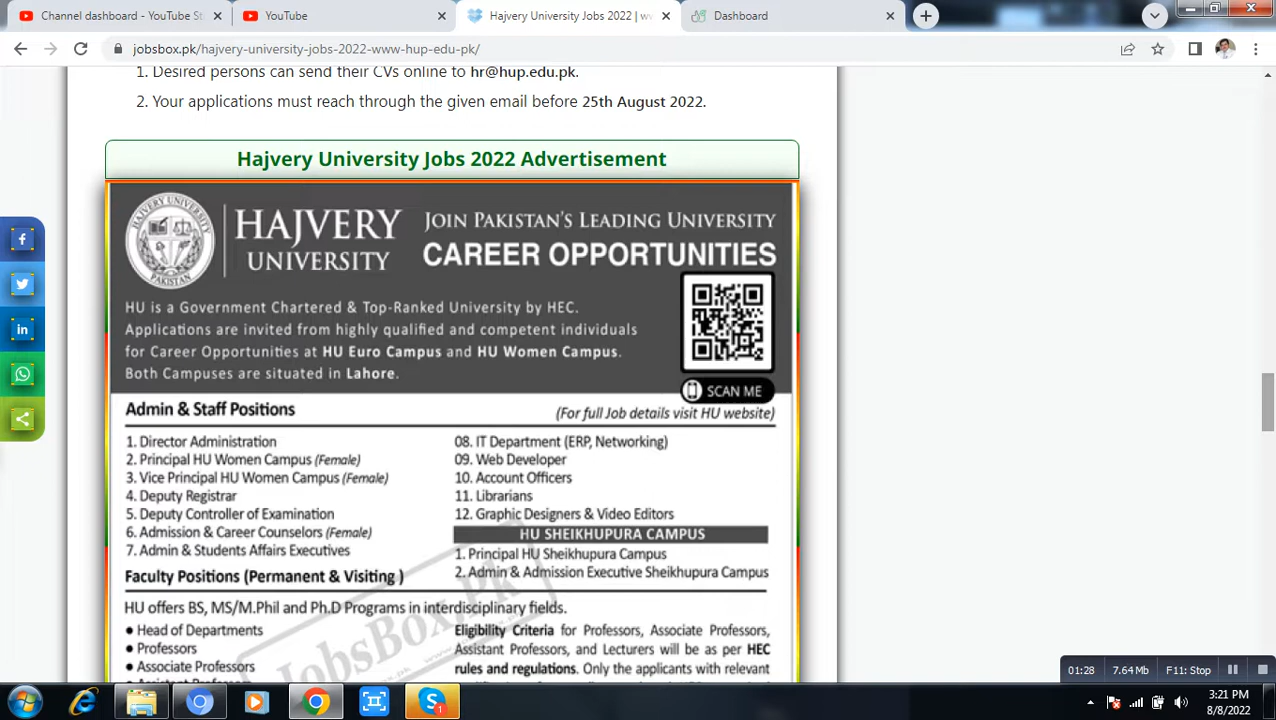 Channel dashboard - YouTube St
YouTube
Hajvery University Jobs 2022 | w
Dashboard
jobsbox.pk/hajvery-university-jobs-2022-www-hup-edu-pk/
1. Desired persons can send their CVs online to hr@hup.edu.pk.
2. Your applications must reach through the given email before 25th August 2022.
Hajvery University Jobs 2022 Advertisement
HAJVERY UNIVERSITY
PAKISTAN
HAJVERY
UNIVERSITY
JOIN PAKISTAN'S LEADING UNIVERSITY
CAREER OPPORTUNITIES
HU is a Government Chartered & Top-Ranked University by HEC.
Applications are invited from highly qualified and competent individuals
for Career Opportunities at HU Euro Campus and HU Women Campus.
Both Campuses are situated in Lahore.
SCAN ME
Admin & Staff Positions
(For full Job details visit HU website)
1. Director Administration
2. Principal HU Women Campus (Female)
3. Vice Principal HU Women Campus (Female)
4. Deputy Registrar
5. Deputy Controller of Examination
6. Admission & Career Counselors (Female)
7. Admin & Students Affairs Executives
08. IT Department (ERP, Networking)
09. Web Developer
10. Account Officers
11. Librarians
12. Graphic Designers & Video Editors
HU SHEIKHUPURA CAMPUS
1. Principal HU Sheikhupura Campus
2. Admin & Admission Executive Sheikhupura Campus
Faculty Positions (Permanent & Visiting )
HU offers BS, MS/M.Phil and Ph.D Programs in interdisciplinary fields.
• Head of Departments
• Professors
• Associate Professors
Eligibility Criteria for Professors, Associate Professors,
Assistant Professors, and Lecturers will be as per HEC
rules and regulations. Only the applicants with relevant
JobsBox.Pk
01:28
7.64 MB
F11: Stop
3:21 PM
8/8/2022